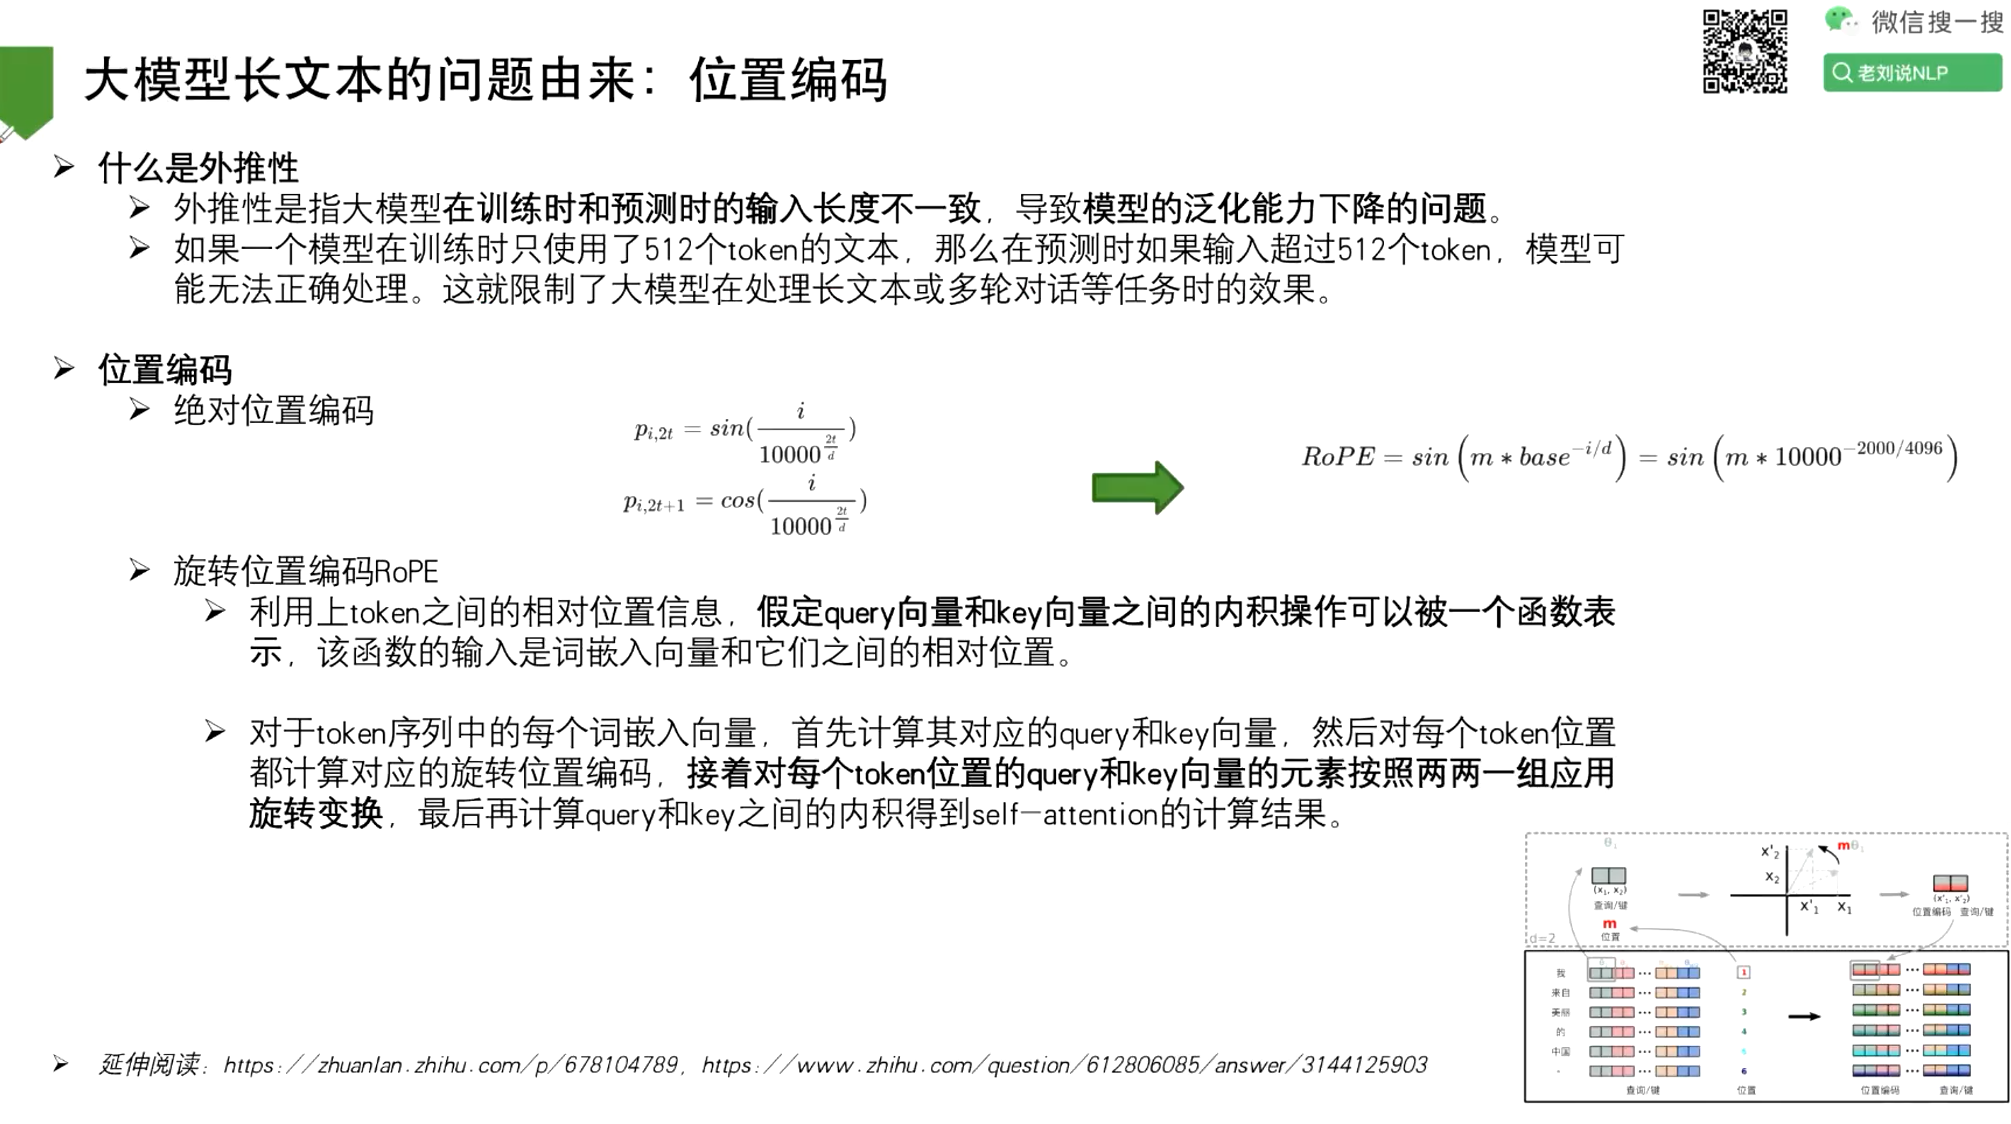 微信搜一搜
老刘说NLP
大模型长文本的问题由来：位置编码
➢ 什么是外推性
➢ 外推性是指大模型在训练时和预测时的输入长度不一致，导致模型的泛化能力下降的问题。
➢ 如果一个模型在训练时只使用了512个token的文本，那么在预测时如果输入超过512个token，模型可
能无法正确处理。这就限制了大模型在处理长文本或多轮对话等任务时的效果。
➢ 位置编码
➢ 绝对位置编码
p_{i,2t} = sin(\frac{i}{10000^{\frac{2t}{d}}})
p_{i,2t+1} = cos(\frac{i}{10000^{\frac{2t}{d}}})
RoPE = sin(m * base^{-i/d}) = sin(m * 10000^{-2000/4096})
➢ 旋转位置编码RoPE
➢ 利用上token之间的相对位置信息，假定query向量和key向量之间的内积操作可以被一个函数表
示，该函数的输入是词嵌入向量和它们之间的相对位置。
➢ 对于token序列中的每个词嵌入向量，首先计算其对应的query和key向量，然后对每个token位置
都计算对应的旋转位置编码，接着对每个token位置的query和key向量的元素按照两两一组应用
旋转变换，最后再计算query和key之间的内积得到self-attention的计算结果。
θ₁
(x₁, x₂)
查询/键
m
位置
d=2
x'₂
x₂
x'₁ x₁
mθ₁
(x'₁, x'₂)
位置编码 查询/键
我 ... 1 ...
来自 ... 2 ...
美丽 ... 3 ...
的 ... 4 ...
中国 ... 5 ...
... 6 ...
查询/键 位置 位置编码 查询/键
➢ 延伸阅读：https://zhuanlan.zhihu.com/p/678104789，https://www.zhihu.com/question/612806085/answer/3144125903